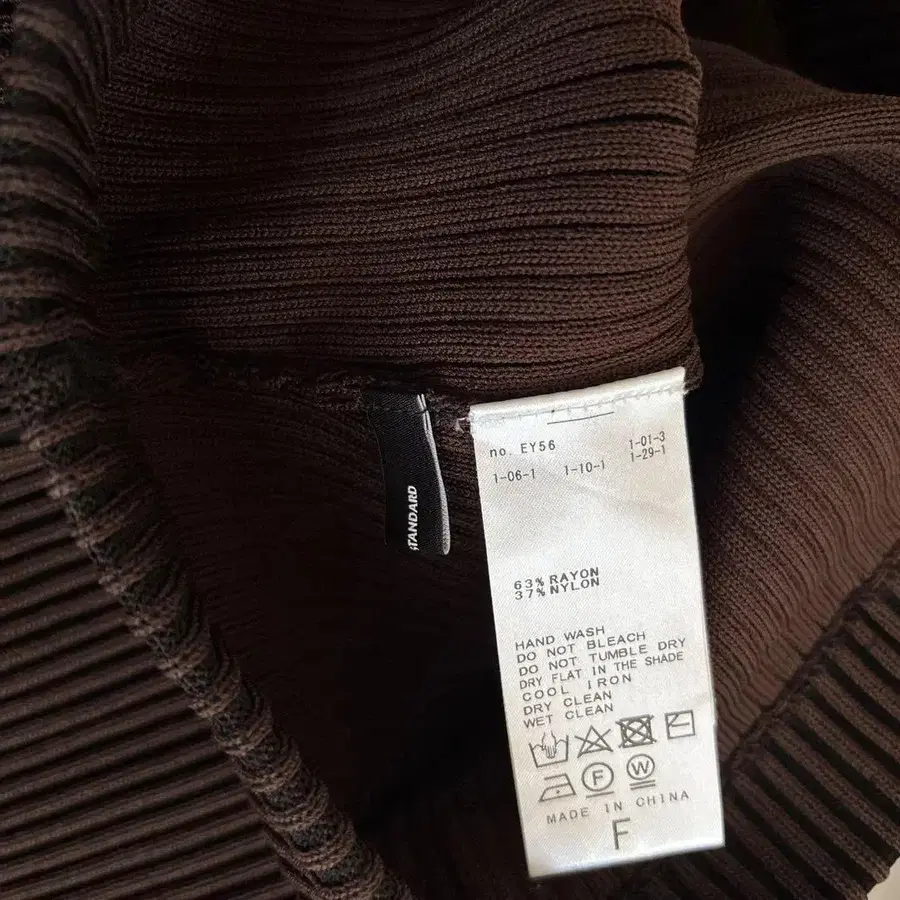 STANDARD
no. EY56 1-01-3
1-06-1 1-10-1 1-29-1
63% RAYON
37% NYLON
HAND WASH
DO NOT BLEACH
DO NOT TUMBLE DRY
DRY FLAT IN THE SHADE
COOL IRON
DRY CLEAN
WET CLEAN
F W
MADE IN CHINA
F